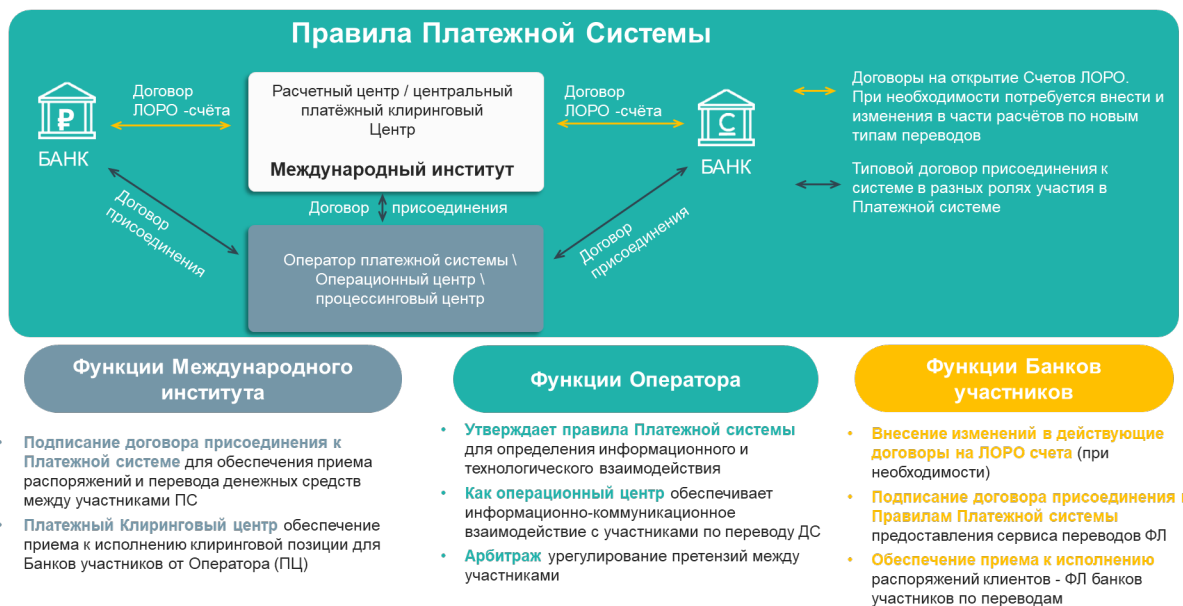 Правила Платежной Системы
Договор
ЛОРО -счёта
БАНК
Расчетный центр / центральный
платёжный клиринговый
Центр
Международный институт
Договор
ЛОРО -счёта
БАНК
Договоры на открытие Счетов ЛОРО.
При необходимости потребуется внести и
изменения в части расчётов по новым
типам переводов
Типовой договор присоединения к
системе в разных ролях участия в
Платежной системе
Договор
присоединения
Договор присоединения
Договор
присоединения
Оператор платежной системы \
Операционный центр \
процессинговый центр
Функции Международного
института
• Подписание договора присоединения к
Платежной системе для обеспечения приема
распоряжений и перевода денежных средств
между участниками ПС
• Платежный Клиринговый центр обеспечение
приема к исполнению клиринговой позиции для
Банков участников от Оператора (ПЦ)
Функции Оператора
• Утверждает правила Платежной системы
для определения информационного и
технологического взаимодействия
• Как операционный центр обеспечивает
информационно-коммуникационное
взаимодействие с участниками по переводу ДС
• Арбитраж урегулирование претензий между
участниками
Функции Банков
участников
• Внесение изменений в действующие
договоры на ЛОРО счета (при
необходимости)
• Подписание договора присоединения к
Правилам Платежной системы
предоставления сервиса переводов ФЛ
• Обеспечение приема к исполнению
распоряжений клиентов - ФЛ банков
участников по переводам